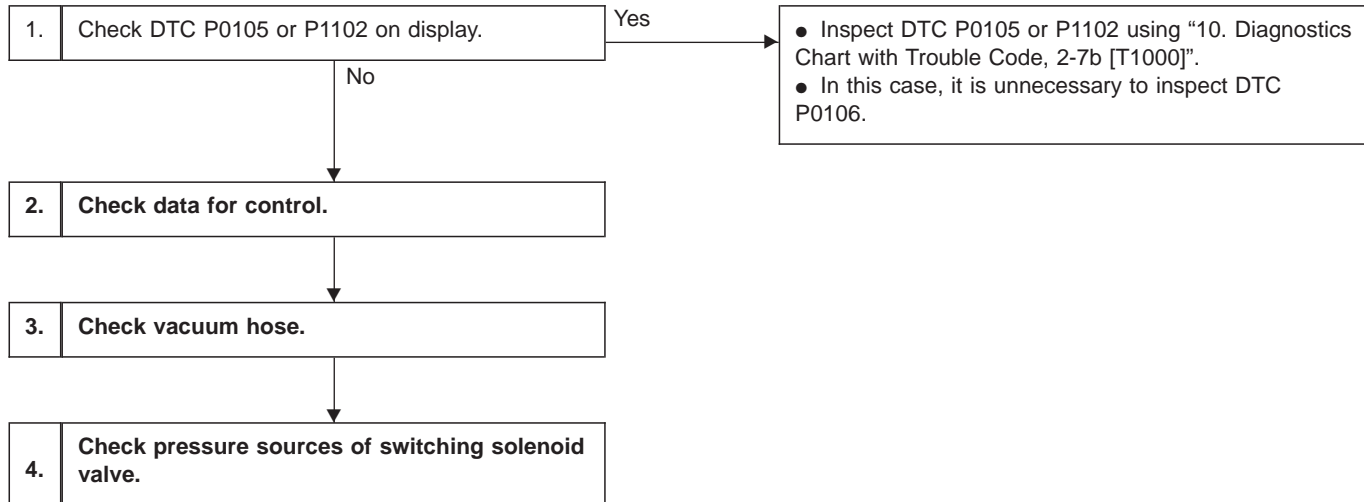 1. Check DTC P0105 or P1102 on display.
Yes
● Inspect DTC P0105 or P1102 using “10. Diagnostics
Chart with Trouble Code, 2-7b [T1000]”.
● In this case, it is unnecessary to inspect DTC
P0106.
No
2. Check data for control.
3. Check vacuum hose.
4. Check pressure sources of switching solenoid
valve.